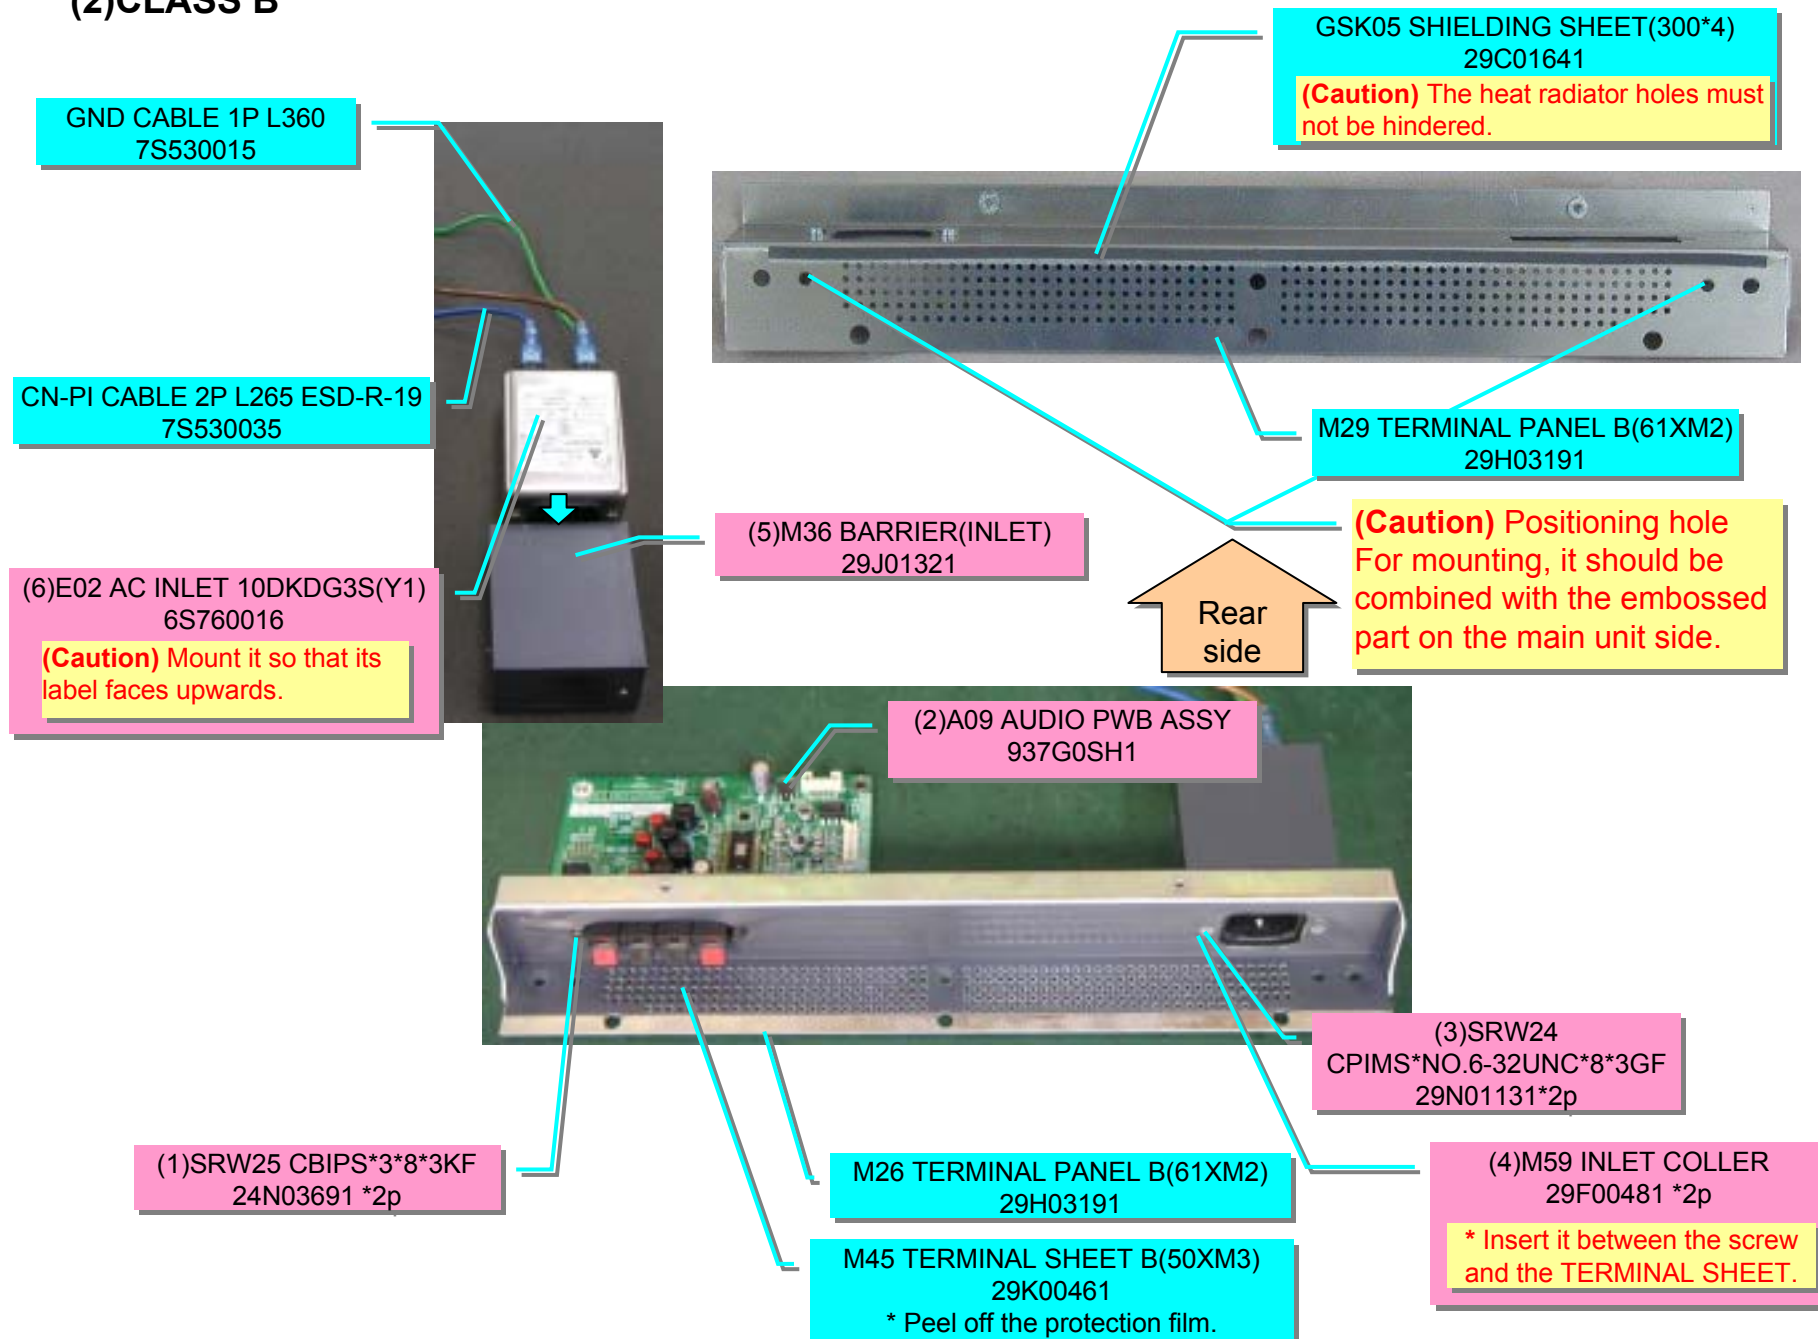 (2)CLASS B
GSK05 SHIELDING SHEET(300*4)
29C01641
(Caution) The heat radiator holes must
not be hindered.
GND CABLE 1P L360
7S530015
CN-PI CABLE 2P L265 ESD-R-19
7S530035
M29 TERMINAL PANEL B(61XM2)
29H03191
(5)M36 BARRIER(INLET)
29J01321
(Caution) Positioning hole
For mounting, it should be
combined with the embossed
part on the main unit side.
Rear
side
(6)E02 AC INLET 10DKDG3S(Y1)
6S760016
(Caution) Mount it so that its
label faces upwards.
(2)A09 AUDIO PWB ASSY
937G0SH1
(3)SRW24
CPIMS*NO.6-32UNC*8*3GF
29N01131*2p
(1)SRW25 CBIPS*3*8*3KF
24N03691 *2p
M26 TERMINAL PANEL B(61XM2)
29H03191
(4)M59 INLET COLLER
29F00481 *2p
* Insert it between the screw
and the TERMINAL SHEET.
M45 TERMINAL SHEET B(50XM3)
29K00461
* Peel off the protection film.